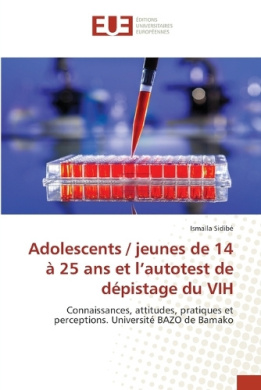 EUE
ÉDITIONS
UNIVERSITAIRES
EUROPÉENNES
Ismaïla Sidibé
Adolescents / jeunes de 14
à 25 ans et l'autotest de
dépistage du VIH
Connaissances, attitudes, pratiques et
perceptions. Université BAZO de Bamako